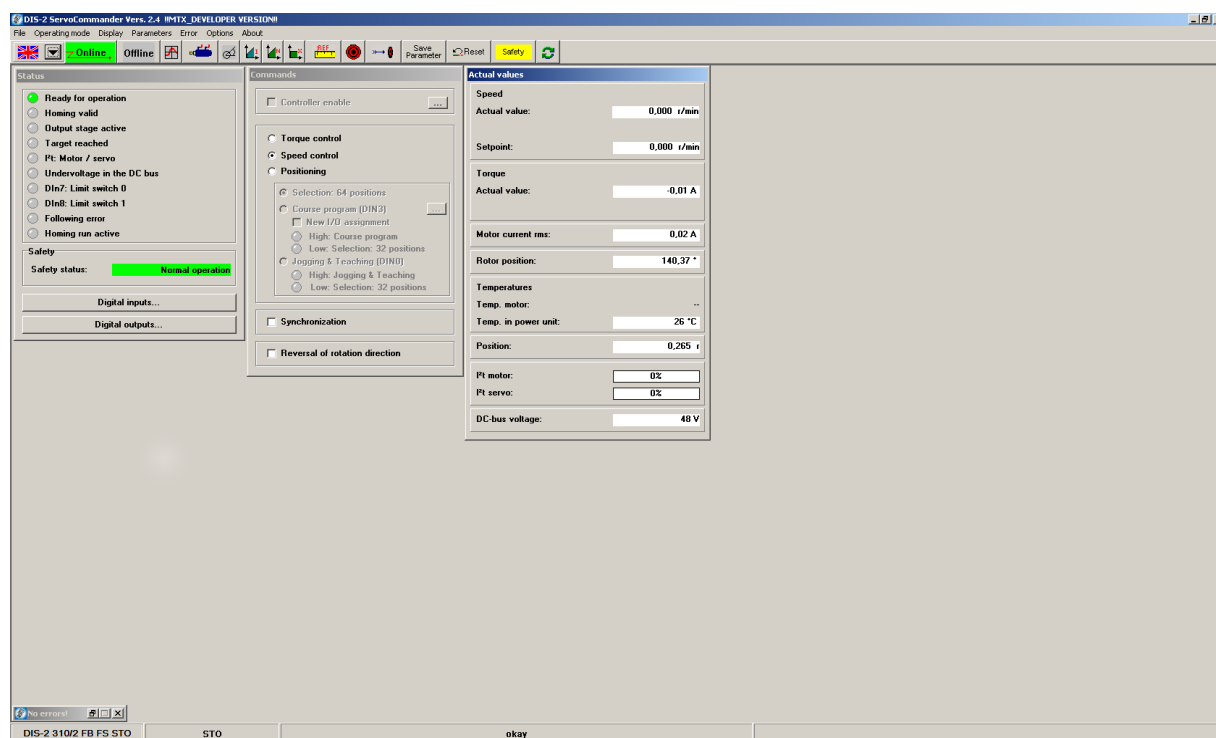 DIS-2 ServoCommander Vers. 2.4 !!MTX_DEVELOPER VERSION!!
File Operating mode Display Parameters Error Options About
Online Offline REF Save Parameter Reset Safety
Status
Ready for operation
Homing valid
Output stage active
Target reached
I²t: Motor / servo
Undervoltage in the DC bus
DIn7: Limit switch 0
DIn8: Limit switch 1
Following error
Homing run active
Safety
Safety status: Normal operation
Digital inputs...
Digital outputs...
Commands
Controller enable ...
Torque control
Speed control
Positioning
Selection: 64 positions
Course program (DIN3) ...
New I/O assignment
High: Course program
Low: Selection: 32 positions
Jogging & Teaching (DIN0)
High: Jogging & Teaching
Low: Selection: 32 positions
Synchronization
Reversal of rotation direction
Actual values
Speed
Actual value: 0,000 r/min
Setpoint: 0,000 r/min
Torque
Actual value: -0,01 A
Motor current rms: 0,02 A
Rotor position: 140,37 °
Temperatures
Temp. motor: --
Temp. in power unit: 26 °C
Position: 0,265 r
I²t motor: 0%
I²t servo: 0%
DC-bus voltage: 48 V
No errors!
DIS-2 310/2 FB FS STO STO okay